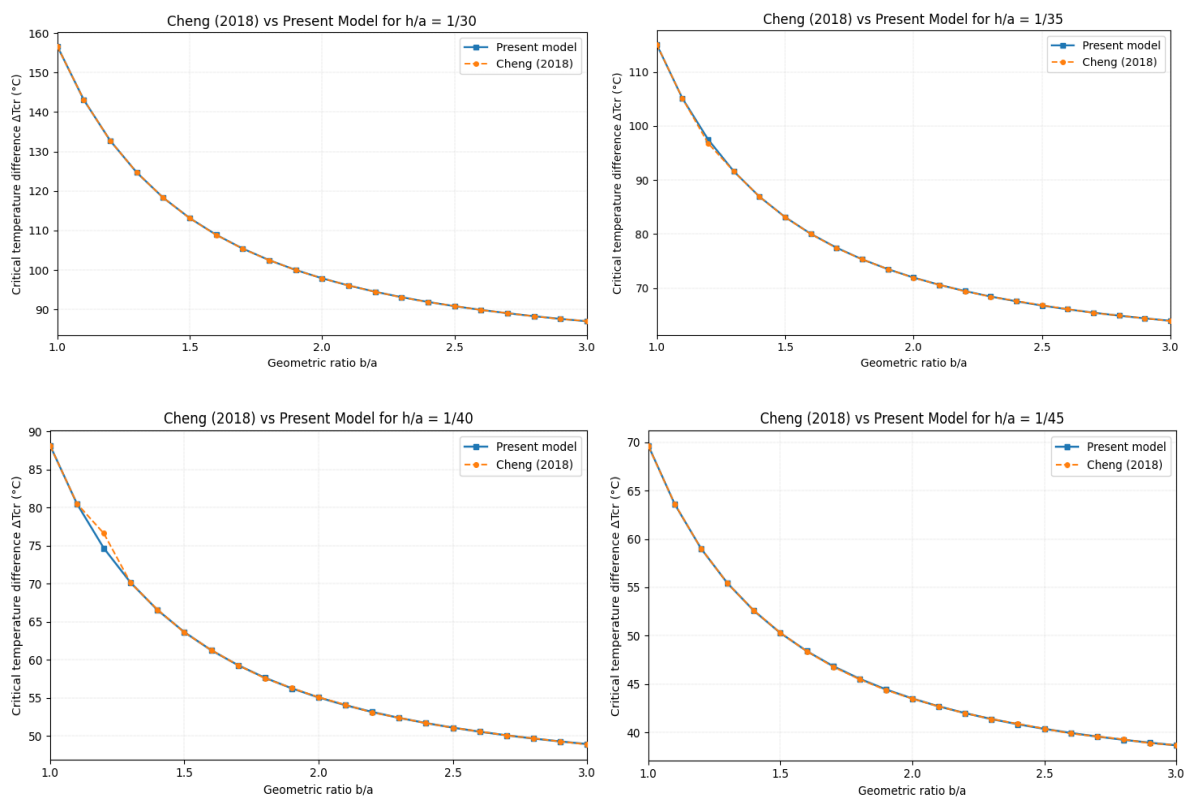 Cheng (2018) vs Present Model for h/a = 1/30
Critical temperature difference ΔTcr (°C)
160
150
140
130
120
110
100
90
Present model
Cheng (2018)
1.0 1.5 2.0 2.5 3.0
Geometric ratio b/a
Cheng (2018) vs Present Model for h/a = 1/35
Critical temperature difference ΔTcr (°C)
110
100
90
80
70
Present model
Cheng (2018)
1.0 1.5 2.0 2.5 3.0
Geometric ratio b/a
Cheng (2018) vs Present Model for h/a = 1/40
Critical temperature difference ΔTcr (°C)
90
85
80
75
70
65
60
55
50
Present model
Cheng (2018)
1.0 1.5 2.0 2.5 3.0
Geometric ratio b/a
Cheng (2018) vs Present Model for h/a = 1/45
Critical temperature difference ΔTcr (°C)
70
65
60
55
50
45
40
Present model
Cheng (2018)
1.0 1.5 2.0 2.5 3.0
Geometric ratio b/a